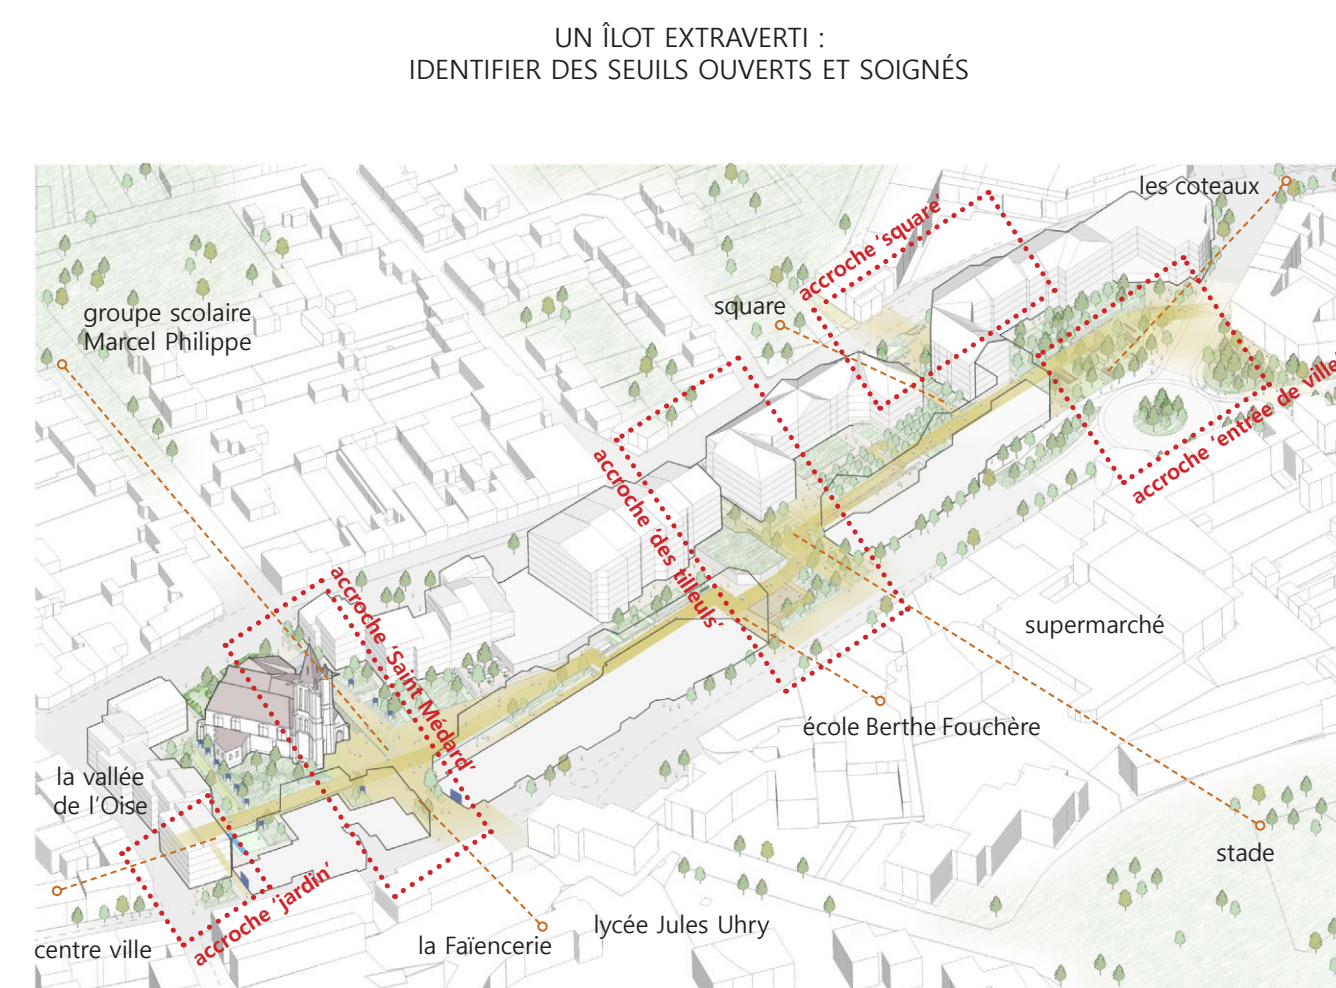 UN ÎLOT EXTRAVERTI :
IDENTIFIER DES SEUILS OUVERTS ET SOIGNÉS
les coteaux
accroche 'square'
square
groupe scolaire
Marcel Philippe
accroche 'entrée de ville'
accroche 'des tilleuls'
accroche 'Saint Médard'
supermarché
école Berthe Fouchère
la vallée
de l'Oise
stade
accroche 'jardin'
centre ville
la Faïencerie
lycée Jules Uhry